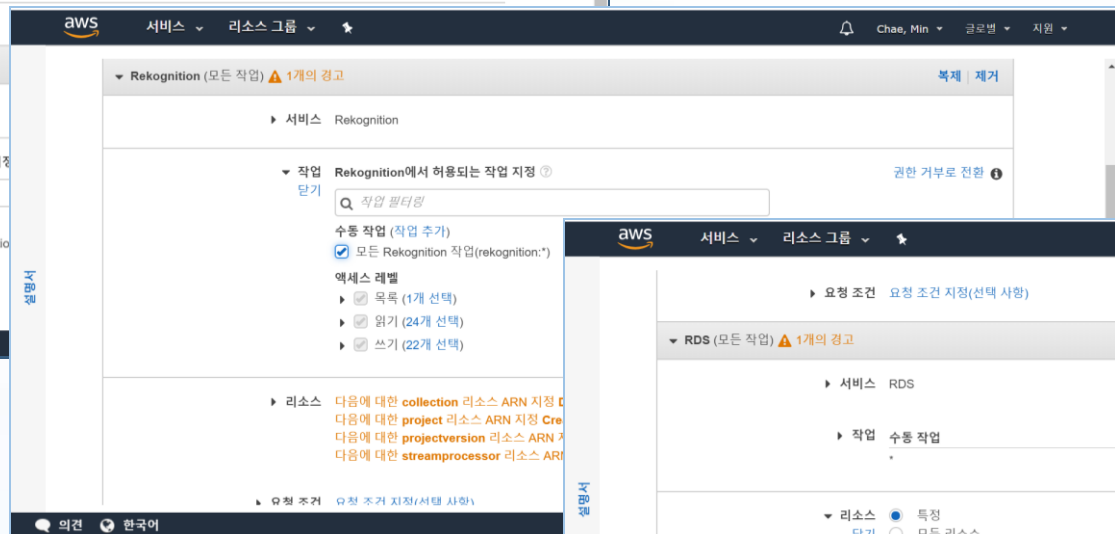 aws 서비스 리소스 그룹 Chae, Min 글로벌 지원
Rekognition (모든 작업) 1개의 경고 복제 | 제거
서비스 Rekognition
작업 Rekognition에서 허용되는 작업 지정 권한 거부로 전환
닫기
작업 필터링
수동 작업 (작업 추가)
모든 Rekognition 작업(rekognition:*)
액세스 레벨
목록 (1개 선택)
읽기 (24개 선택)
쓰기 (22개 선택)
리소스 다음에 대한 collection 리소스 ARN 지정
다음에 대한 project 리소스 ARN 지정 Cre
다음에 대한 projectversion 리소스 ARN
다음에 대한 streamprocessor 리소스 ARN
요청 조건 요청 조건 지정(선택 사항)
설명서
의견 한국어
aws 서비스 리소스 그룹
요청 조건 요청 조건 지정(선택 사항)
RDS (모든 작업) 1개의 경고
서비스 RDS
작업 수동 작업
*
리소스 특정
닫기 모든 리소스
설명서